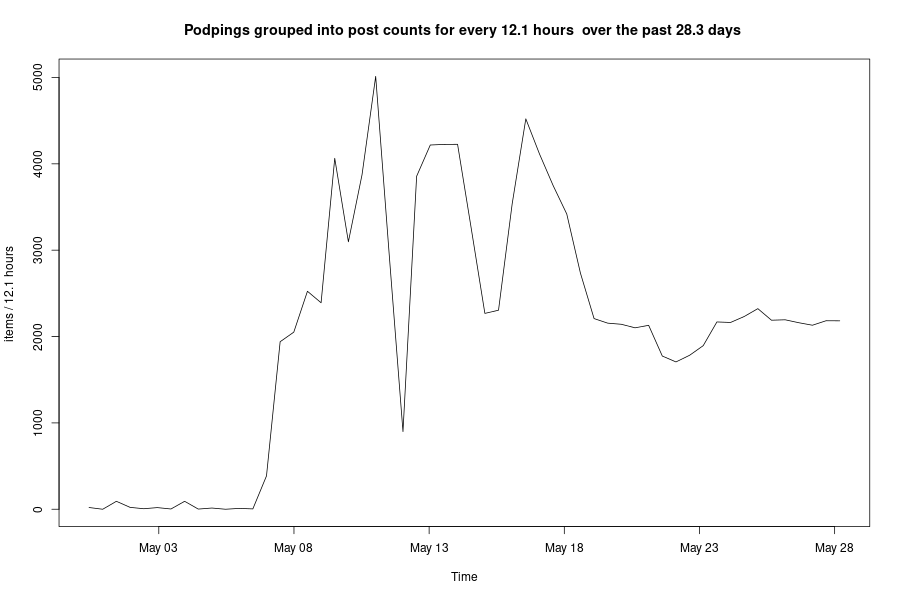 Podpings grouped into post counts for every 12.1 hours  over the past 28.3 days
5000
4000
3000
2000
1000
0
items / 12.1 hours
May 03 May 08 May 13 May 18 May 23 May 28
Time